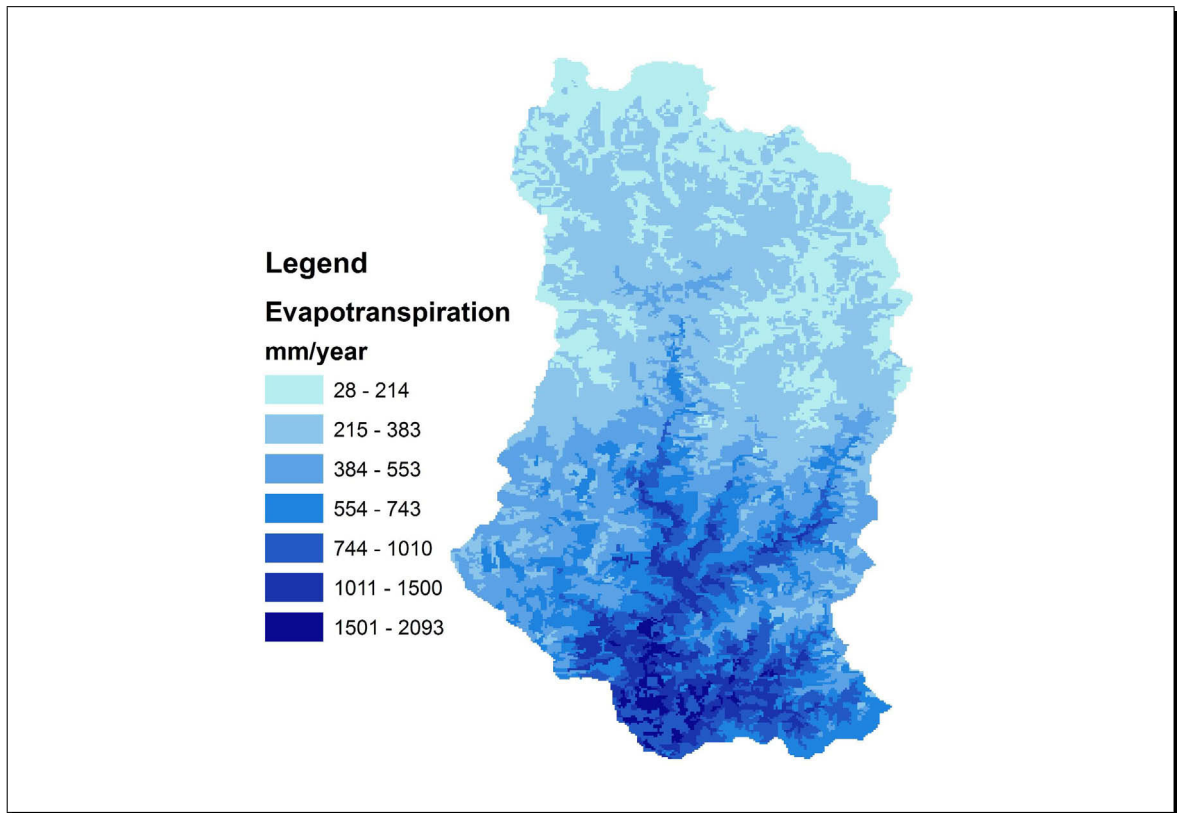 Legend
Evapotranspiration
mm/year
28 - 214
215 - 383
384 - 553
554 - 743
744 - 1010
1011 - 1500
1501 - 2093